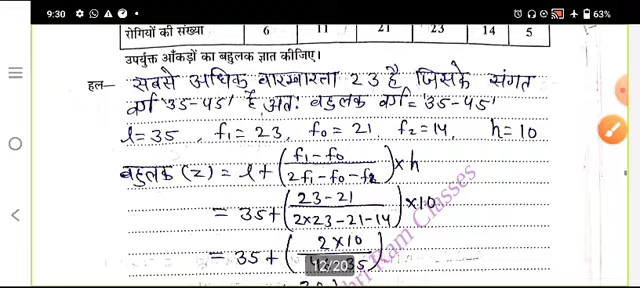 9:30 63%
रोगियों की संख्या 6 11 21 23 14 5
उपर्युक्त आँकड़ों का बहुलक ज्ञात कीजिए।
हल— सबसे अधिक बारम्बारता 23 है जिसके संगत
वर्ग '35-45' है अतः बहुलक वर्ग = '35-45'
l=35 , f₁=23 , f₀=21 , f₂=14 , h=10
बहुलक (z) = l + (f₁-f₀ / 2f₁-f₀-f₂) × h
= 35+ (23-21 / 2×23-21-14) ×10
= 35+ (2×10 /
12/20
Ram Classes